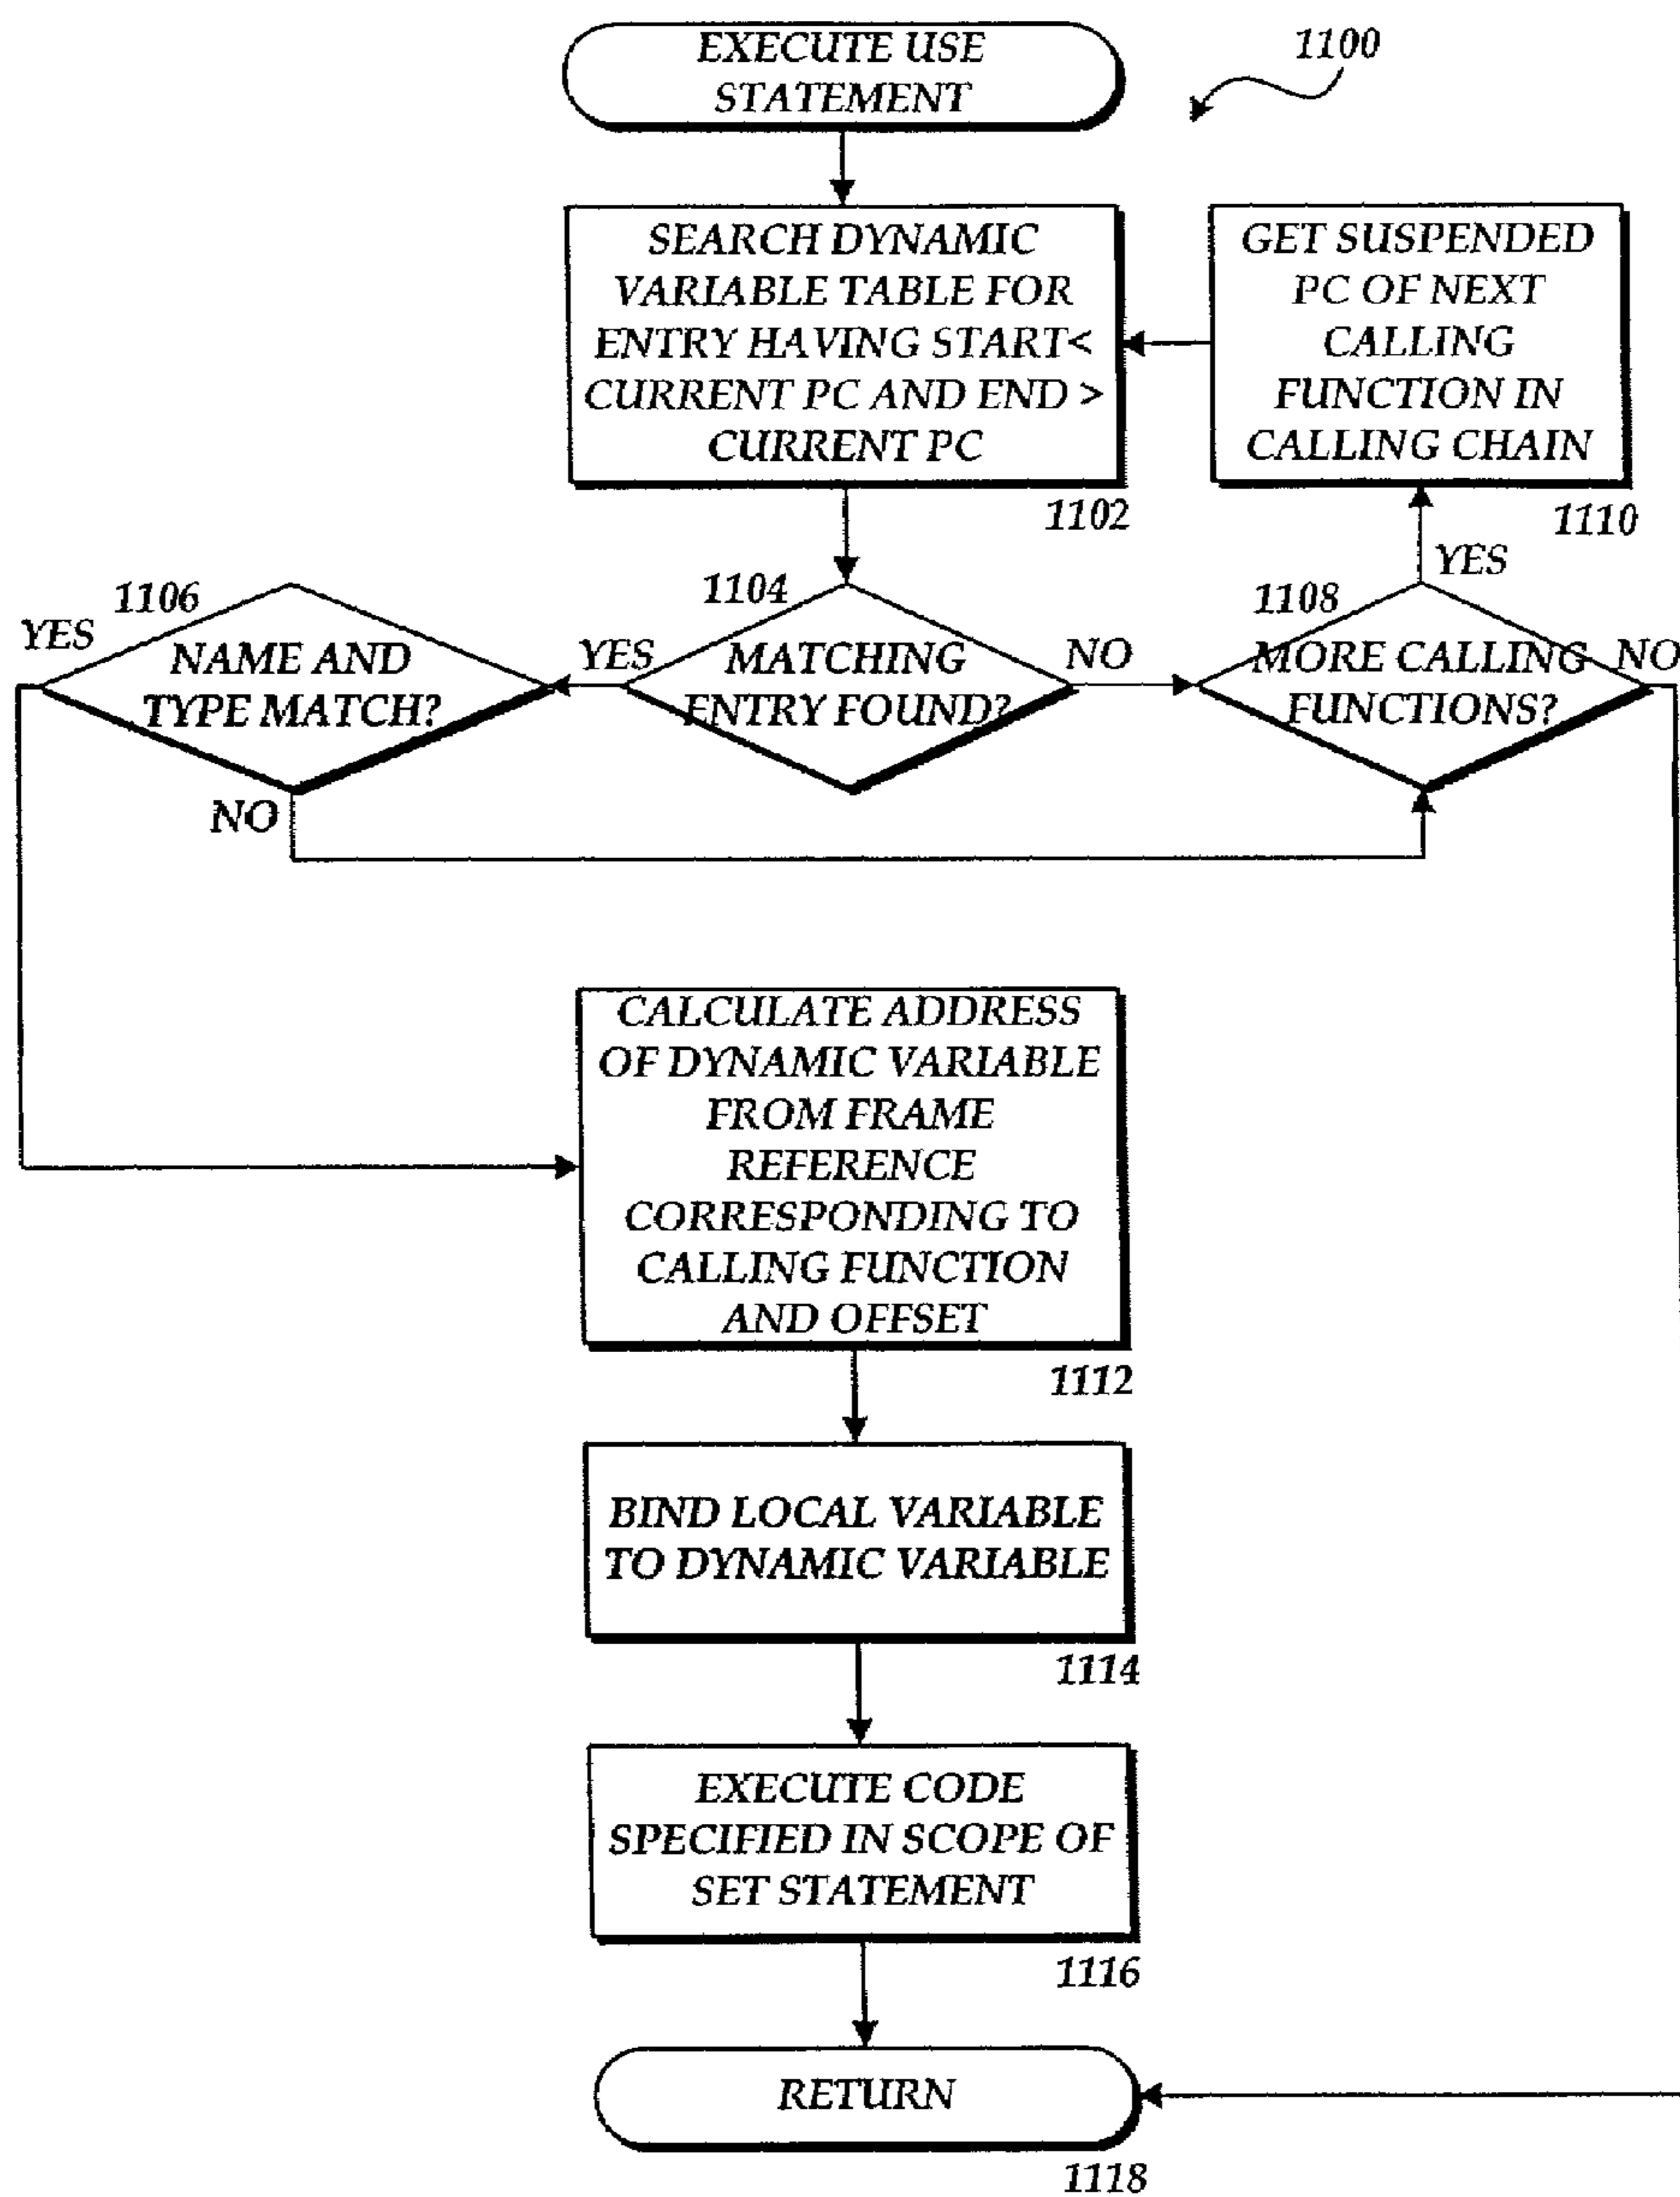 EXECUTE USE
STATEMENT
1100
SEARCH DYNAMIC
VARIABLE TABLE FOR
ENTRY HAVING START<
CURRENT PC AND END >
CURRENT PC
1102
GET SUSPENDED
PC OF NEXT
CALLING
FUNCTION IN
CALLING CHAIN
1110
YES
1106
YES
NAME AND
TYPE MATCH?
NO
YES
1104
MATCHING
ENTRY FOUND?
NO
1108
MORE CALLING
FUNCTIONS?
NO
CALCULATE ADDRESS
OF DYNAMIC VARIABLE
FROM FRAME
REFERENCE
CORRESPONDING TO
CALLING FUNCTION
AND OFFSET
1112
BIND LOCAL VARIABLE
TO DYNAMIC VARIABLE
1114
EXECUTE CODE
SPECIFIED IN SCOPE OF
SET STATEMENT
1116
RETURN
1118